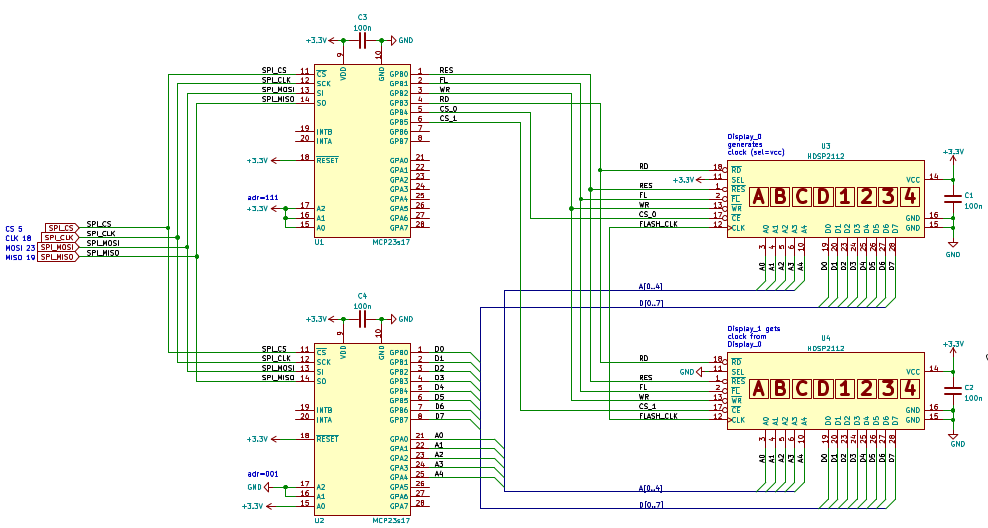 C3
100n
+3.3V
GND
9
10
VDD
GND
SPI_CS 11 CS GPB0 1 RES
SPI_CLK 12 SCK GPB1 2 FL
SPI_MOSI 13 SI GPB2 3 WR
SPI_MISO 14 SO GPB3 4 RD
GPB4 5 CS_0
GPB5 6 CS_1
19 INTB GPB6 7
20 INTA GPB7 8
+3.3V 18 RESET GPA0 21
GPA1 22
GPA2 23
GPA3 24
adr=111
GPA4 25
+3.3V 17 A2 GPA5 26
16 A1 GPA6 27
15 A0 GPA7 28
U1 MCP23s17
CS 5 SPI_CS SPI_CS
CLK 18 SPI_CLK SPI_CLK
MOSI 23 SPI_MOSI SPI_MOSI
MISO 19 SPI_MISO SPI_MISO
Display_0
generates
clock (sel=vcc)
U3
HDSP2112
+3.3V
RD 18 RD
+3.3V 11 SEL VCC 14
RES 1 RES
FL 2 FL
WR 13 WR
CS_0 17 CE GND 16
FLASH_CLK 12 CLK GND 15
A B C D 1 2 3 4
C1
100n
GND
A0 A1 A2 A3 A4 D0 D1 D2 D3 D4 D5 D6 D7
3 4 5 6 10 19 20 23 24 25 26 27 28
A0 A1 A2 A3 A4 D0 D1 D2 D3 D4 D5 D6 D7
A[0..4]
D[0..7]
C4
100n
+3.3V
GND
9
10
VDD
GND
SPI_CS 11 CS GPB0 1 D0
SPI_CLK 12 SCK GPB1 2 D1
SPI_MOSI 13 SI GPB2 3 D2
SPI_MISO 14 SO GPB3 4 D3
GPB4 5 D4
GPB5 6 D5
19 INTB GPB6 7 D6
20 INTA GPB7 8 D7
+3.3V 18 RESET GPA0 21 A0
GPA1 22 A1
GPA2 23 A2
GPA3 24 A3
adr=001
GPA4 25 A4
GND 17 A2 GPA5 26
16 A1 GPA6 27
+3.3V 15 A0 GPA7 28
U2 MCP23s17
Display_1 gets
clock from
Display_0
U4
HDSP2112
+3.3V
RD 18 RD
GND 11 SEL VCC 14
RES 1 RES
FL 2 FL
WR 13 WR
CS_1 17 CE GND 16
FLASH_CLK 12 CLK GND 15
A B C D 1 2 3 4
C2
100n
GND
A0 A1 A2 A3 A4 D0 D1 D2 D3 D4 D5 D6 D7
3 4 5 6 10 19 20 23 24 25 26 27 28
A0 A1 A2 A3 A4 D0 D1 D2 D3 D4 D5 D6 D7
A[0..4]
D[0..7]